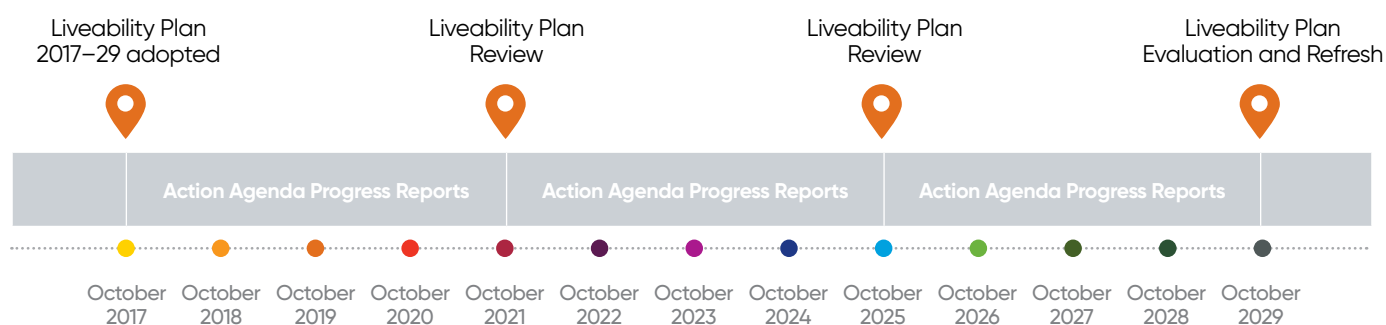 Liveability Plan
2017–29 adopted
Liveability Plan
Review
Liveability Plan
Review
Liveability Plan
Evaluation and Refresh
Action Agenda Progress Reports
Action Agenda Progress Reports
Action Agenda Progress Reports
October
2017
October
2018
October
2019
October
2020
October
2021
October
2022
October
2023
October
2024
October
2025
October
2026
October
2027
October
2028
October
2029